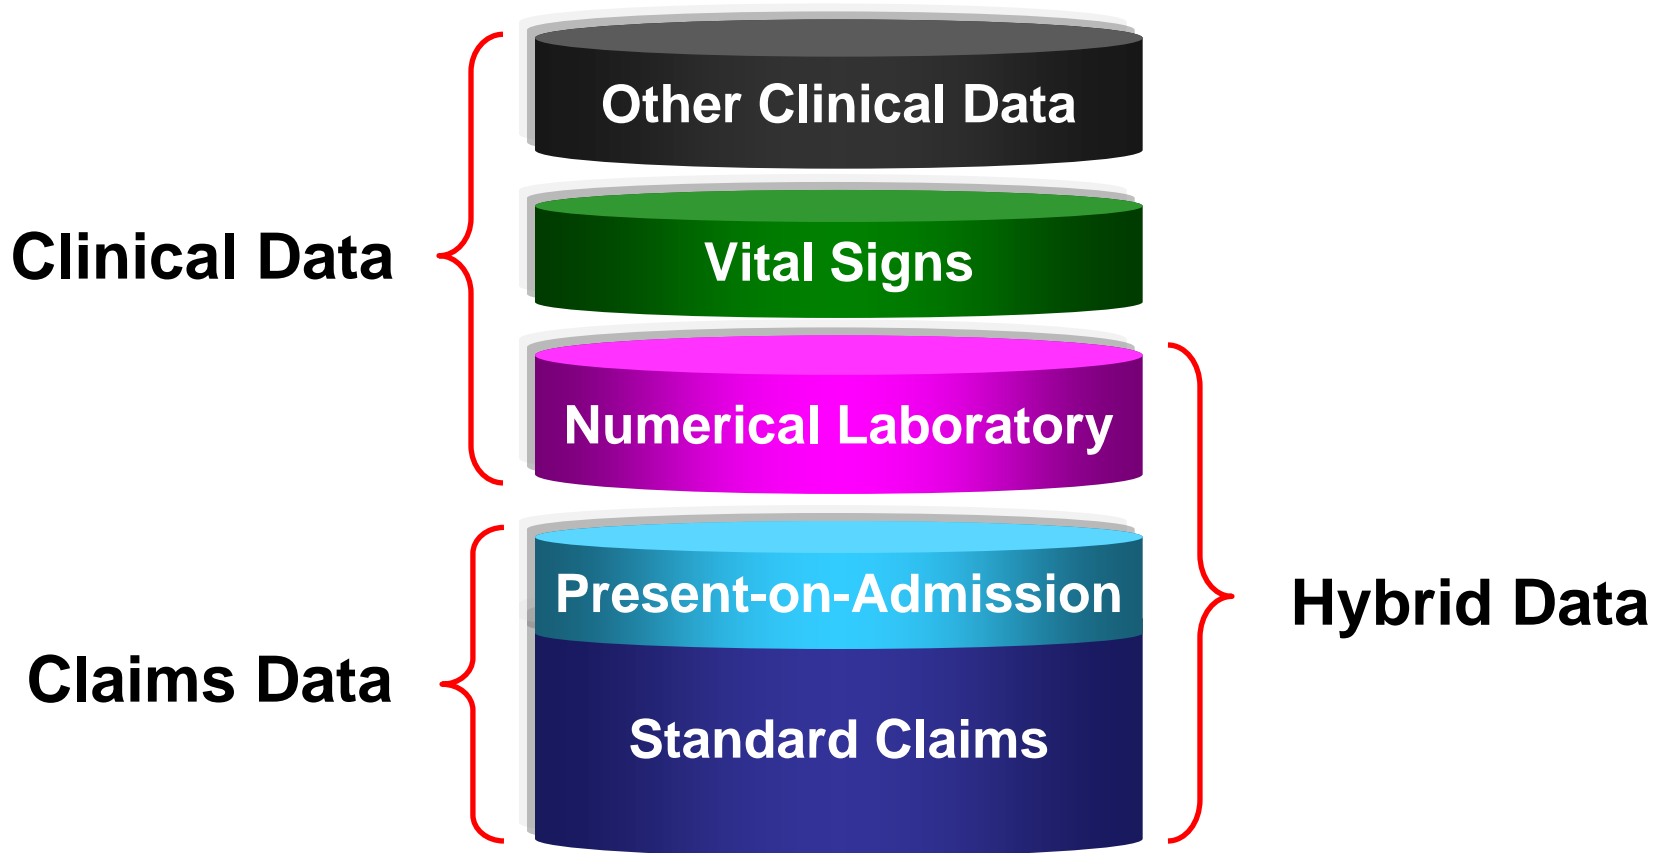 Other Clinical Data
Vital Signs
Clinical Data
Numerical Laboratory
Present-on-Admission
Hybrid Data
Claims Data
Standard Claims